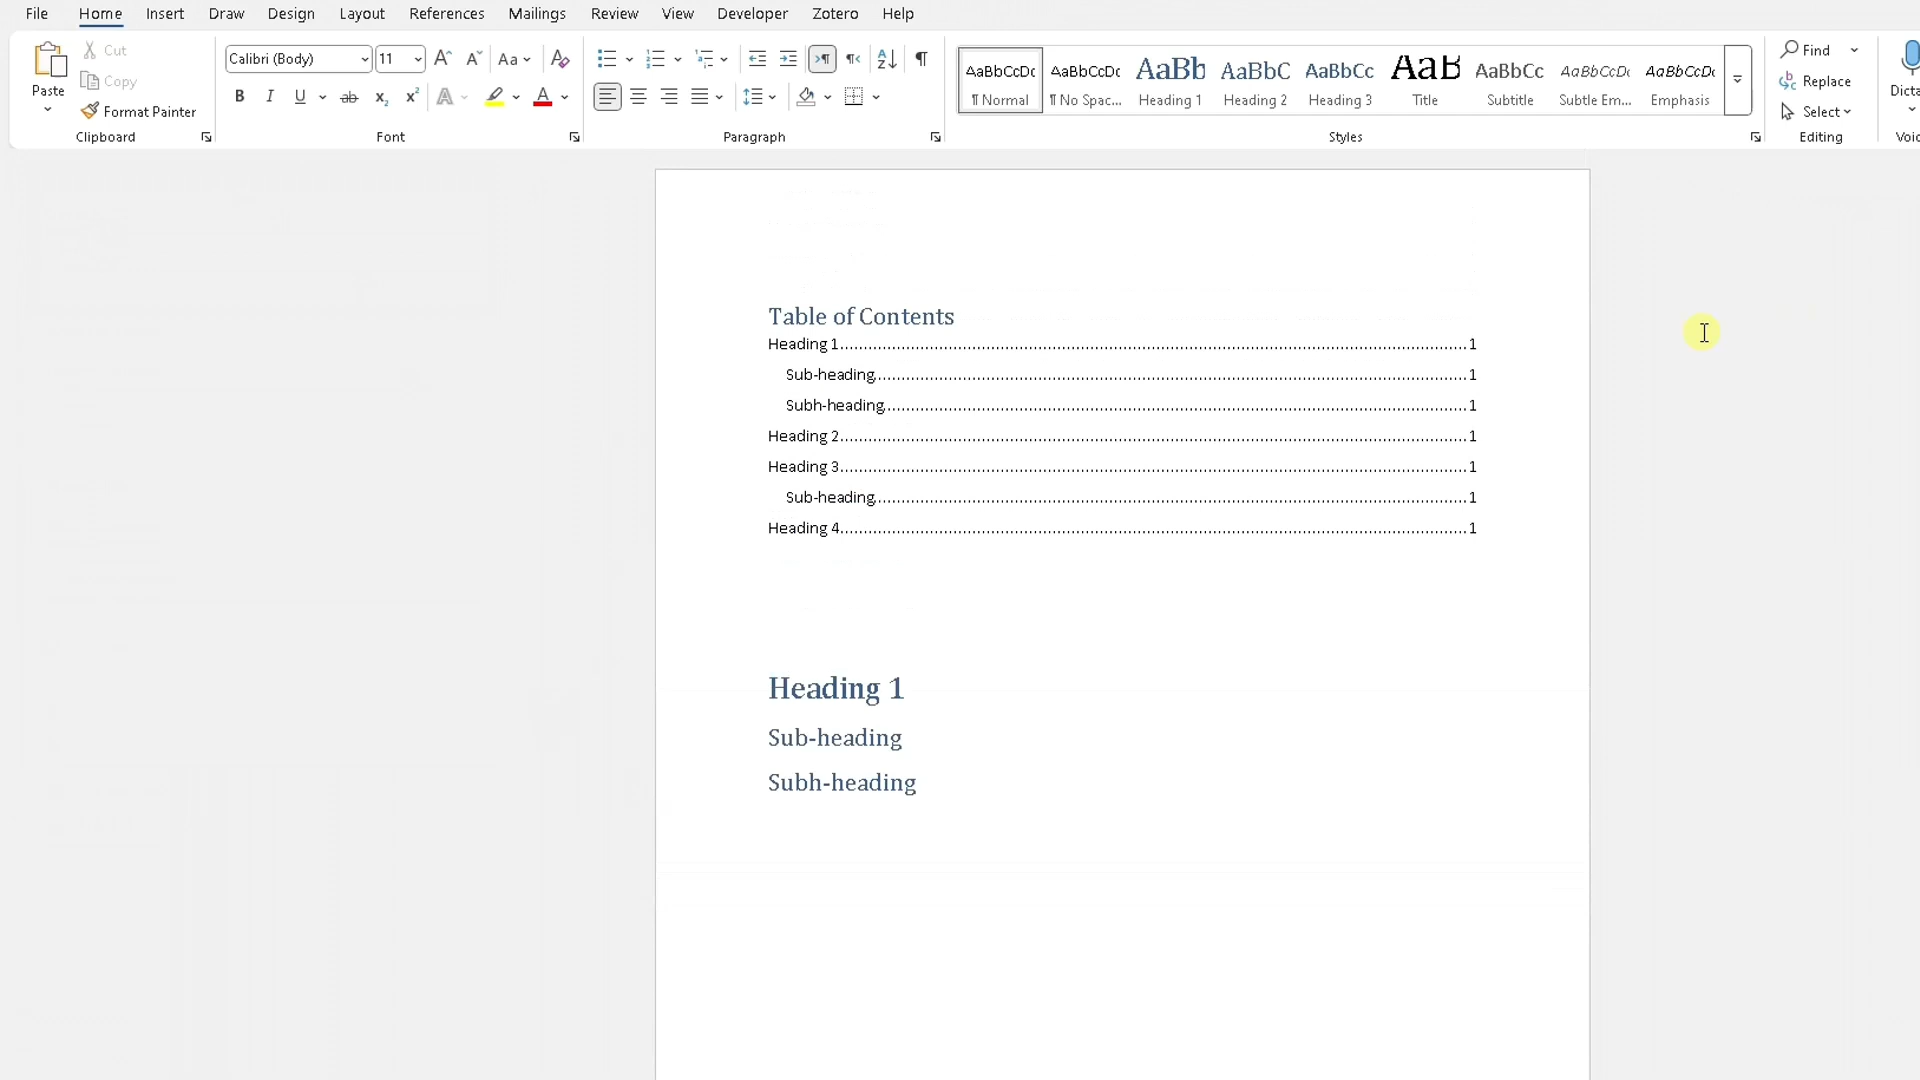 File Home Insert Draw Design Layout References Mailings Review View Developer Zotero Help
Paste
Cut
Copy
Format Painter
Clipboard
Calibri (Body) 11
Font
Paragraph
AaBbCcDc AaBbCcDc AaBb AaBbC AaBbCc AaB AaBbCc AaBbCcDc AaBbCcDc
¶ Normal ¶ No Spac... Heading 1 Heading 2 Heading 3 Title Subtitle Subtle Em... Emphasis
Styles
Find
Replace
Select
Editing
Dicta
Voic
Table of Contents
Heading 1 1
Sub-heading 1
Subh-heading 1
Heading 2 1
Heading 3 1
Sub-heading 1
Heading 4 1
Heading 1
Sub-heading
Subh-heading